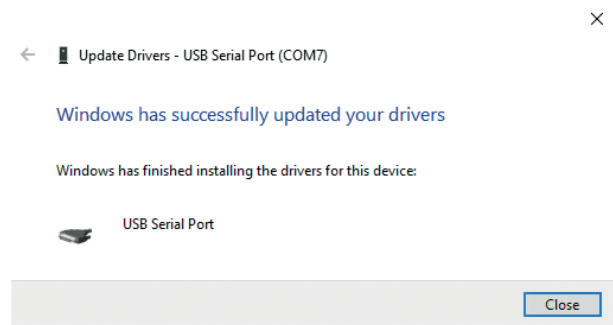 Update Drivers - USB Serial Port (COM7)
Windows has successfully updated your drivers
Windows has finished installing the drivers for this device:
USB Serial Port
Close